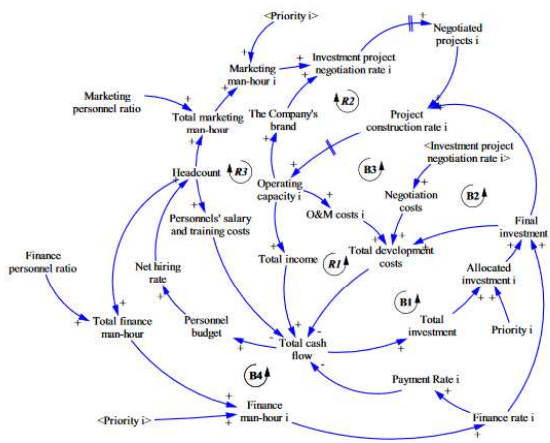 <Priority i>
Negotiated
projects i
Investment project
negotiation rate i
Marketing
man-hour i
Marketing
personnel ratio
Total marketing
man-hour
The Company's
brand
R2
Project
construction rate i
<Investment project
negotiation rate i>
Headcount
R3
Operating
capacity i
B3
Negotiation
costs
B2
Personnels' salary
and training costs
O&M costs i
Final
investment
Finance
personnel ratio
Net hiring
rate
Total income
R1
Total development
costs
Allocated
investment i
B1
Total finance
man-hour
Personnel
budget
Total cash
flow
Total
investment
Priority i
B4
Payment Rate i
<Priority i>
Finance
man-hour i
Finance rate i
+
-